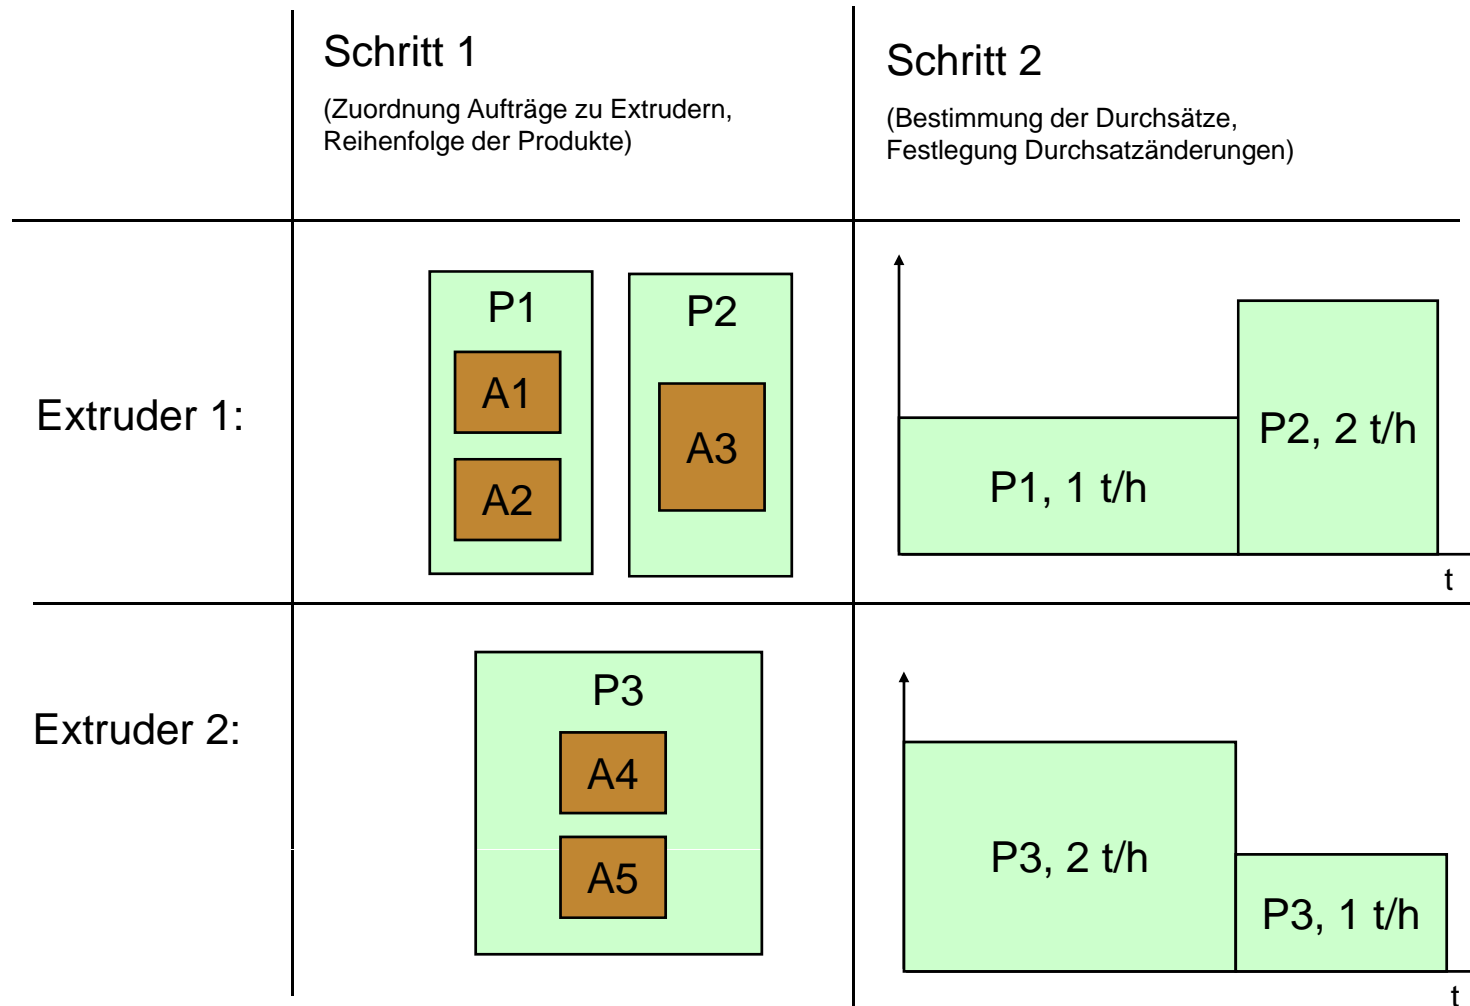 Schritt 1
(Zuordnung Aufträge zu Extrudern,
Reihenfolge der Produkte)
Schritt 2
(Bestimmung der Durchsätze,
Festlegung Durchsatzänderungen)
Extruder 1:
P1
A1
A2
P2
A3
P1, 1 t/h
P2, 2 t/h
t
Extruder 2:
P3
A4
A5
P3, 2 t/h
P3, 1 t/h
t